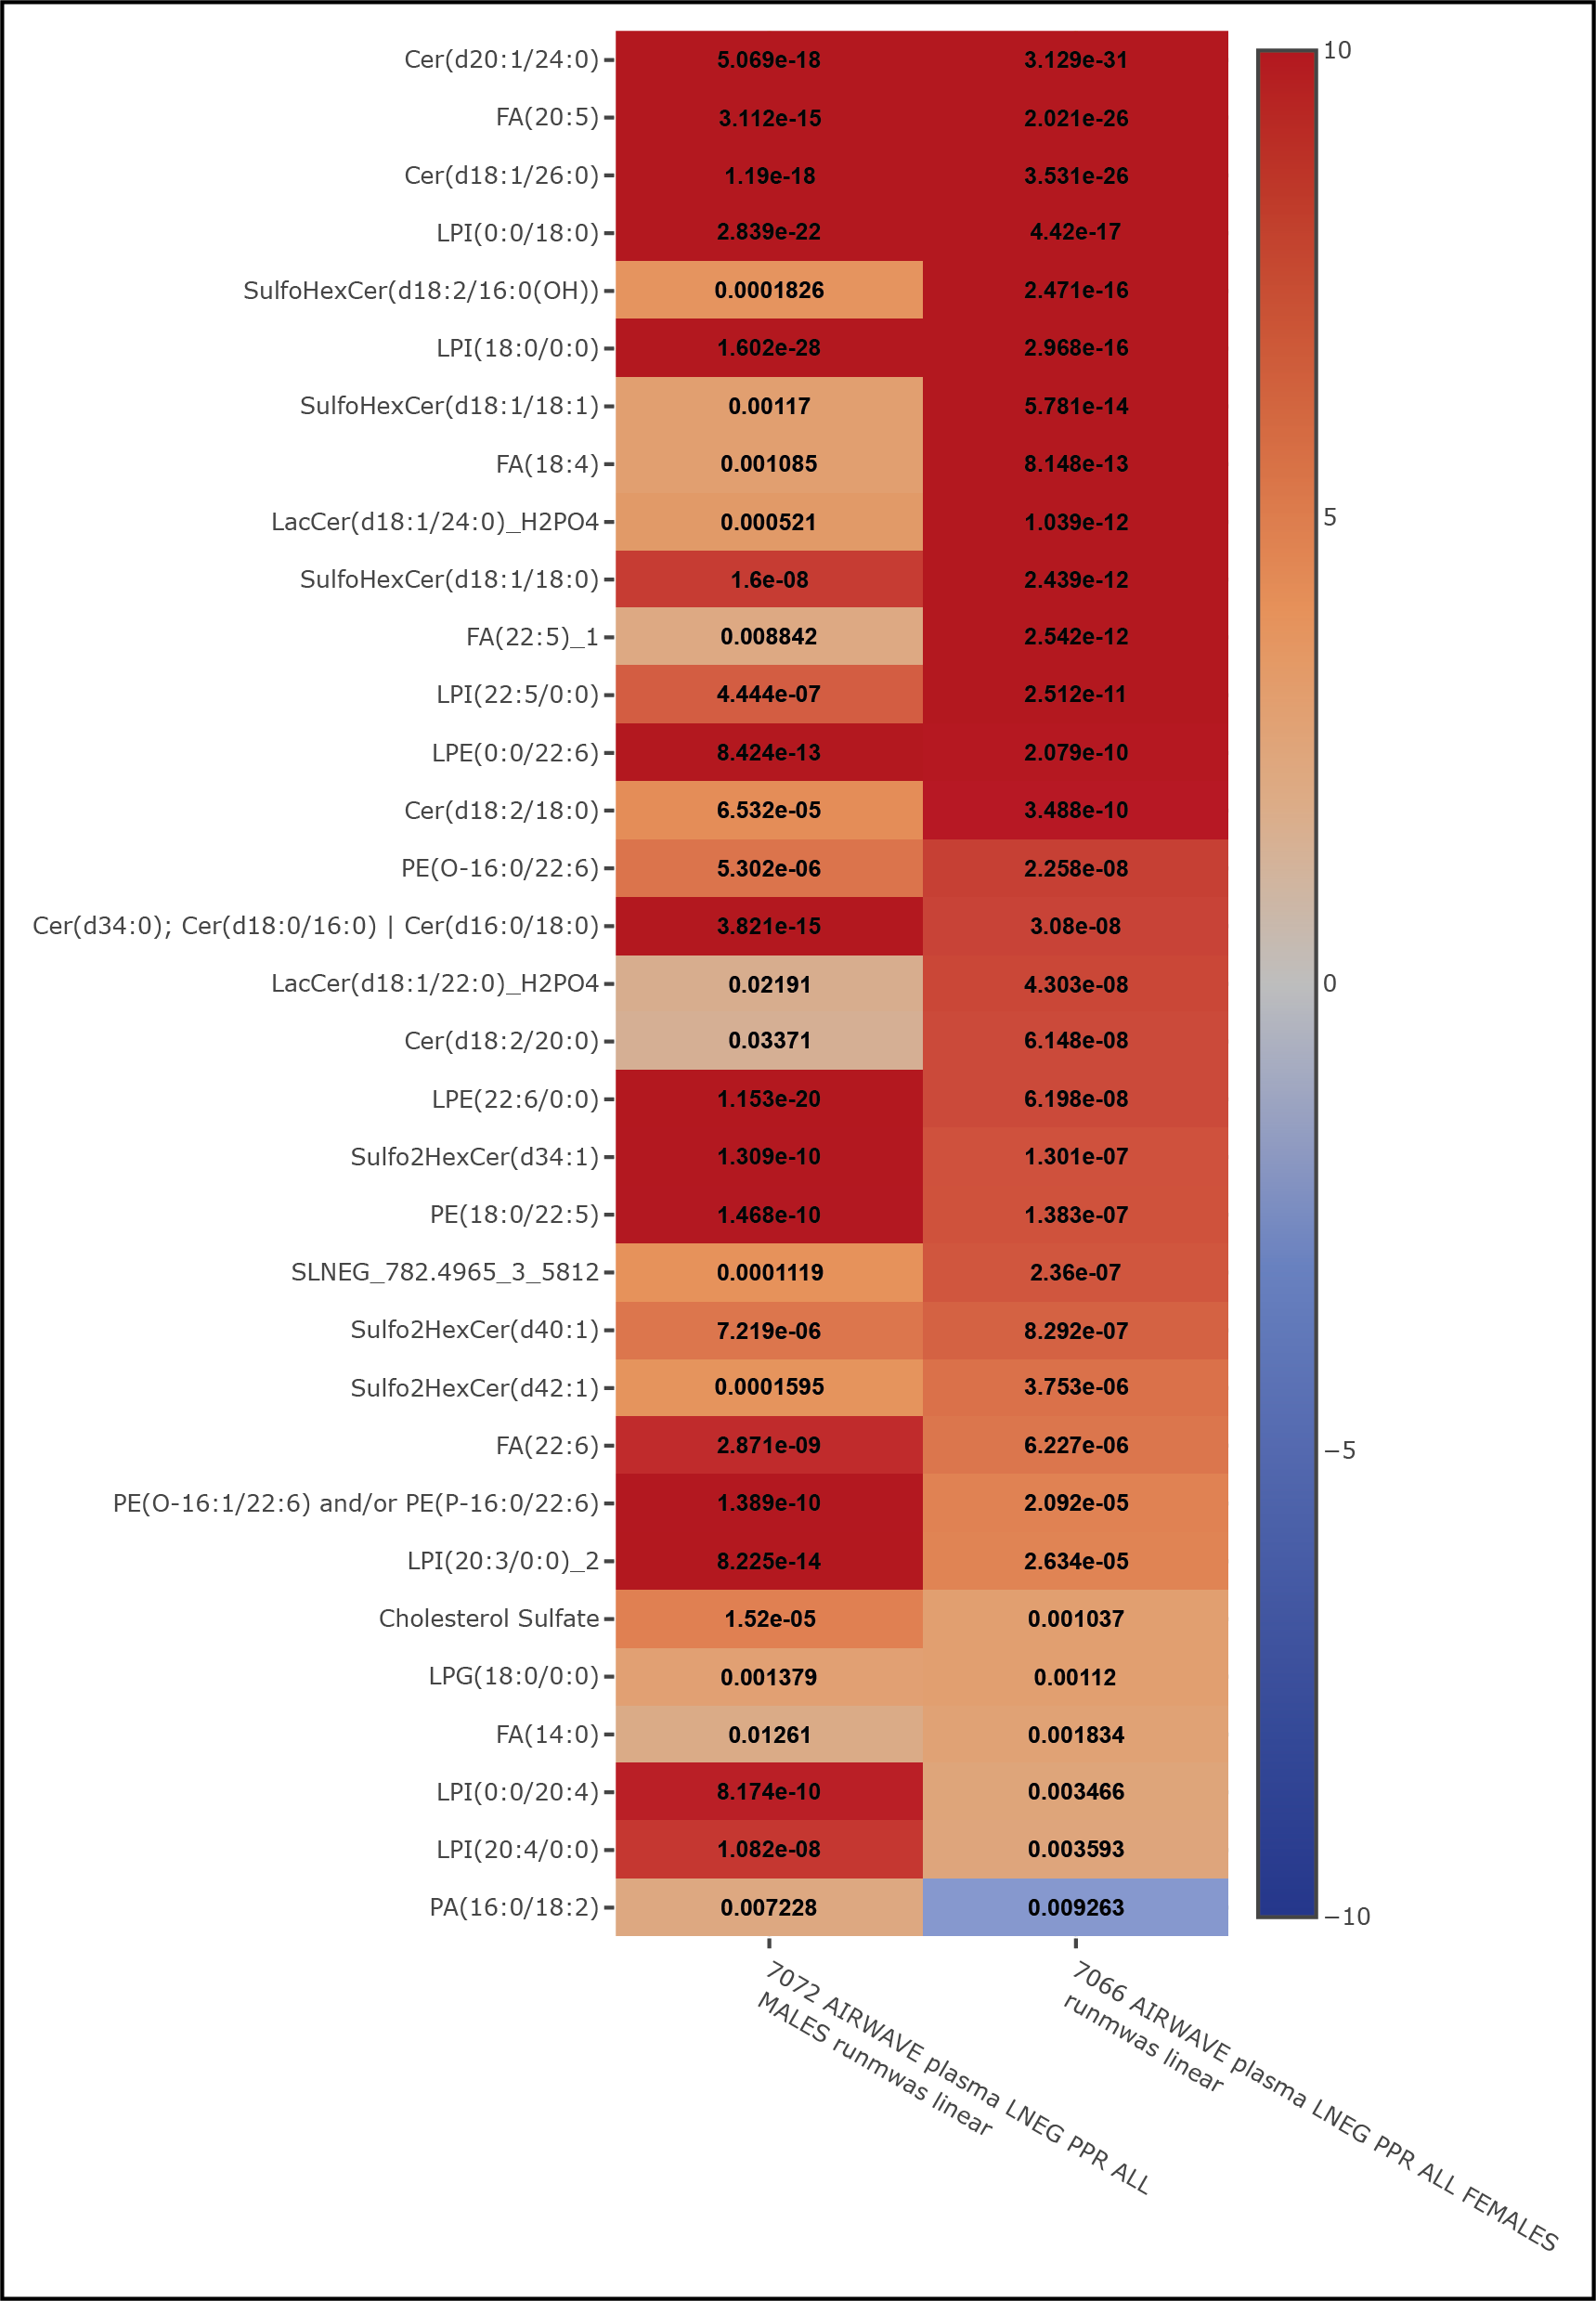 Cer(d20:1/24:0) 5.069e-18 3.129e-31
FA(20:5) 3.112e-15 2.021e-26
Cer(d18:1/26:0) 1.19e-18 3.531e-26
LPI(0:0/18:0) 2.839e-22 4.42e-17
SulfoHexCer(d18:2/16:0(OH)) 0.0001826 2.471e-16
LPI(18:0/0:0) 1.602e-28 2.968e-16
SulfoHexCer(d18:1/18:1) 0.00117 5.781e-14
FA(18:4) 0.001085 8.148e-13
LacCer(d18:1/24:0)_H2PO4 0.000521 1.039e-12
SulfoHexCer(d18:1/18:0) 1.6e-08 2.439e-12
FA(22:5)_1 0.008842 2.542e-12
LPI(22:5/0:0) 4.444e-07 2.512e-11
LPE(0:0/22:6) 8.424e-13 2.079e-10
Cer(d18:2/18:0) 6.532e-05 3.488e-10
PE(O-16:0/22:6) 5.302e-06 2.258e-08
Cer(d34:0); Cer(d18:0/16:0) | Cer(d16:0/18:0) 3.821e-15 3.08e-08
LacCer(d18:1/22:0)_H2PO4 0.02191 4.303e-08
Cer(d18:2/20:0) 0.03371 6.148e-08
LPE(22:6/0:0) 1.153e-20 6.198e-08
Sulfo2HexCer(d34:1) 1.309e-10 1.301e-07
PE(18:0/22:5) 1.468e-10 1.383e-07
SLNEG_782.4965_3_5812 0.0001119 2.36e-07
Sulfo2HexCer(d40:1) 7.219e-06 8.292e-07
Sulfo2HexCer(d42:1) 0.0001595 3.753e-06
FA(22:6) 2.871e-09 6.227e-06
PE(O-16:1/22:6) and/or PE(P-16:0/22:6) 1.389e-10 2.092e-05
LPI(20:3/0:0)_2 8.225e-14 2.634e-05
Cholesterol Sulfate 1.52e-05 0.001037
LPG(18:0/0:0) 0.001379 0.00112
FA(14:0) 0.01261 0.001834
LPI(0:0/20:4) 8.174e-10 0.003466
LPI(20:4/0:0) 1.082e-08 0.003593
PA(16:0/18:2) 0.007228 0.009263
7072 AIRWAVE plasma LNEG PPR ALL
MALES runmwas linear
7066 AIRWAVE plasma LNEG PPR ALL FEMALES
runmwas linear
10
5
0
−5
−10